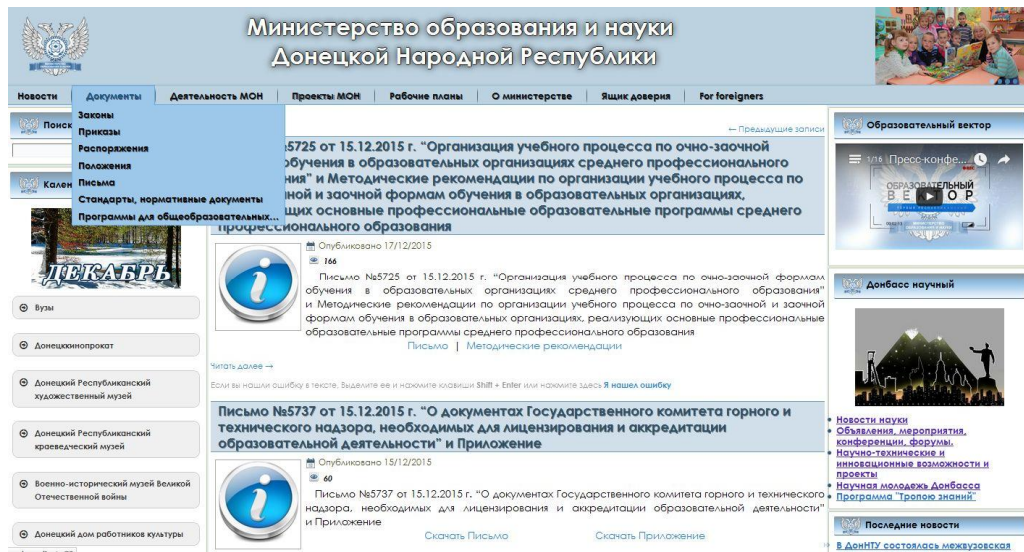 Министерство образования и науки
Донецкой Народной Республики
Новости
Документы
Деятельность МОН
Проекты МОН
Рабочие планы
О министерстве
Ящик доверия
For foreigners
Законы
Приказы
Распоряжения
Положения
Письма
Стандарты, нормативные документы
Программы для общеобразовательных...
Поиск
ДЕКАБРЬ
Вузы
Донецккинопрокат
Донецкий Республиканский
художественный музей
Донецкий Республиканский
краеведческий музей
Военно-исторический музей Великой
Отечественной войны
Донецкий дом работников культуры
← Предыдущие записи
5725 от 15.12.2015 г. “Организация учебного процесса по очно-заочной
обучения в образовательных организациях среднего профессионального
ния” и Методические рекомендации по организации учебного процесса по
ной и заочной формам обучения в образовательных организациях,
щих основные профессиональные образовательные программы среднего
профессионального образования
Опубликовано 17/12/2015
166
Письмо №5725 от 15.12.2015 г. “Организация учебного процесса по очно-заочной формам
обучения в образовательных организациях среднего профессионального образования”
и Методические рекомендации по организации учебного процесса по очно-заочной и заочной
формам обучения в образовательных организациях, реализующих основные профессиональные
образовательные программы среднего профессионального образования
Письмо | Методические рекомендации
Читать далее →
Если вы нашли ошибку в тексте, Выделите ее и нажмите клавиши Shift + Enter или нажмите здесь Я нашел ошибку
Письмо №5737 от 15.12.2015 г. “О документах Государственного комитета горного и
технического надзора, необходимых для лицензирования и аккредитации
образовательной деятельности” и Приложение
Опубликовано 15/12/2015
60
Письмо №5737 от 15.12.2015 г. “О документах Государственного комитета горного и технического
надзора, необходимых для лицензирования и аккредитации образовательной деятельности”
и Приложение
Скачать Письмо
Скачать Приложение
Образовательный вектор
1/16 Пресс-конфе...
ОБРАЗОВАТЕЛЬНЫЙ
ВЕКТОР
Донбасс научный
Новости науки
Объявления, мероприятия,
конференции, форумы.
Научно-технические и
инновационные возможности и
проекты
Научная молодежь Донбасса
Программа "Тропою знаний"
Последние новости
В ДонНТУ состоялась межвузовская